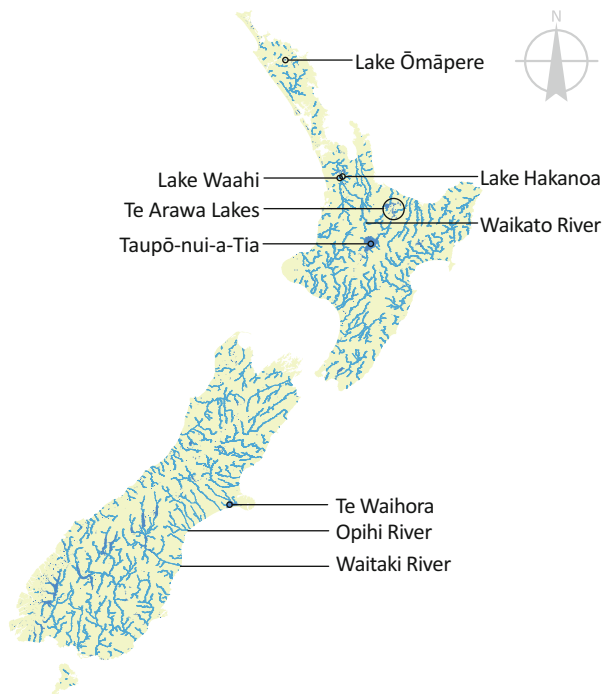 N
Lake Ōmāpere
Lake Waahi
Lake Hakanoa
Te Arawa Lakes
Waikato River
Taupō-nui-a-Tia
Te Waihora
Opihi River
Waitaki River